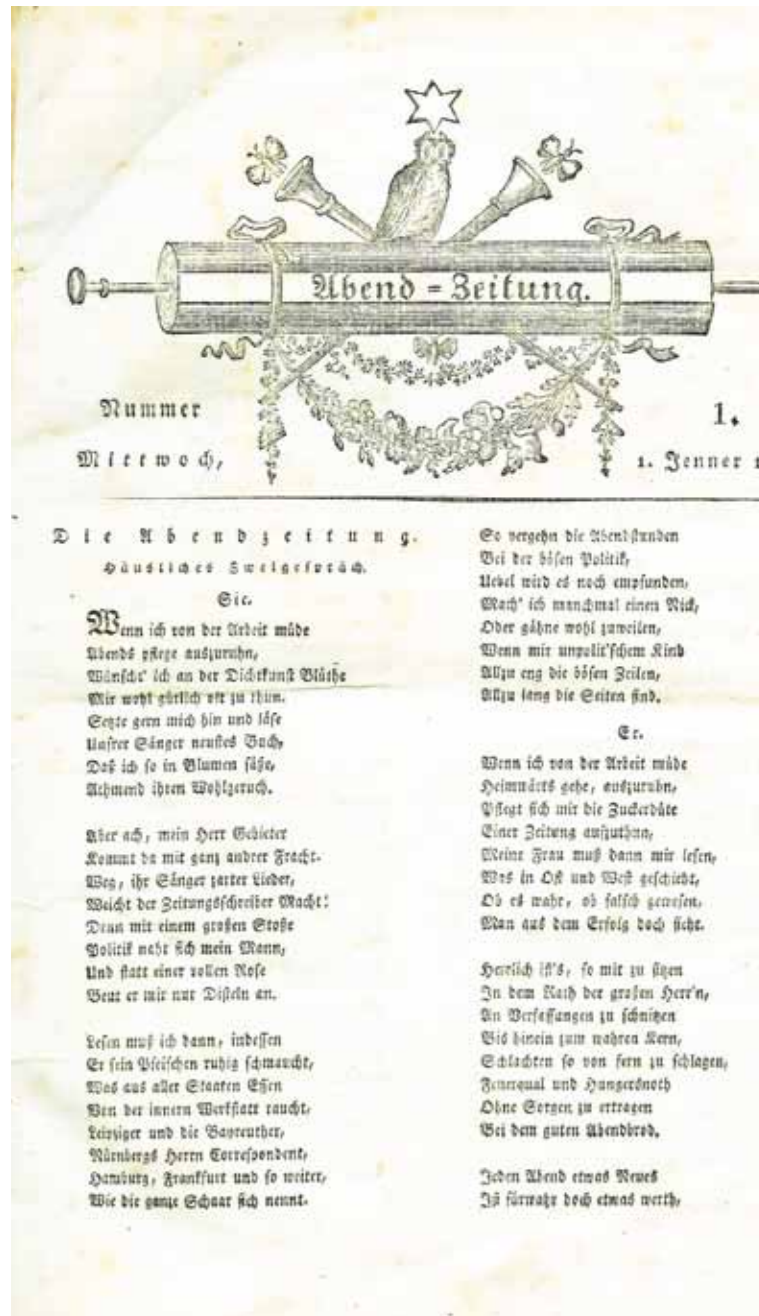 Abend=Zeitung.
Nummer 1.
Mittwoch, 1. Jenner
Die Abendzeitung.
Häusliches Zweigespräch.
Sie.
Wenn ich von der Arbeit müde
Abends pflege auszuruhn,
Wünscht' ich an der Dichtkunst Blüthe
Mir wohl gütlich oft zu thun.
Setzte gern mich hin und läse
Unsrer Sänger neustes Buch,
Daß ich so in Blumen säße,
Athmend ihren Wohlgeruch.
Aber ach, mein Herr Gebieter
Kommt da mit ganz andrer Fracht.
Weg, ihr Sänger zarter Lieder,
Weicht der Zeitungsschreiber Macht!
Denn mit einem großen Stoße
Politik naht sich mein Mann,
Und statt einer vollen Rose
Beut er mir nur Disteln an.
Lesen muß ich dann, indessen
Er sein Pfeifchen ruhig schmaucht,
Was aus aller Staaten Essen
Von der innern Werkstatt raucht,
Leipziger und die Bayreuther,
Nürnbergs Herrn Correspondent,
Hamburg, Frankfurt und so weiter,
Wie die ganze Schaar sich nennt.
So vergehn die Abendstunden
Bei der bösen Politik,
Uebel wird es noch empfunden,
Mach' ich manchmal einen Nick,
Oder gähne wohl zuweilen,
Wenn mir unpolit'schem Kind
Allzu eng die bösen Zeilen,
Allzu lang die Seiten sind.
Er.
Wenn ich von der Arbeit müde
Heimwärts gehe, auszuruhn,
Pflegt sich mir die Zuckerdüte
Einer Zeitung aufzuthun,
Meine Frau muß dann mir lesen,
Was in Ost und West geschieht,
Ob es wahr, ob falsch gewesen,
Man aus dem Erfolg doch sieht.
Herrlich ist's, so mit zu sitzen
In dem Rath der großen Herr'n,
An Verfassungen zu schnitzen
Bis hinein zum wahren Kern,
Schlachten so von fern zu schlagen,
Feuerqual und Hungersnoth
Ohne Sorgen zu ertragen
Bei dem guten Abendbrod.
Jeden Abend etwas Neues
Ist fürwahr doch etwas werth,